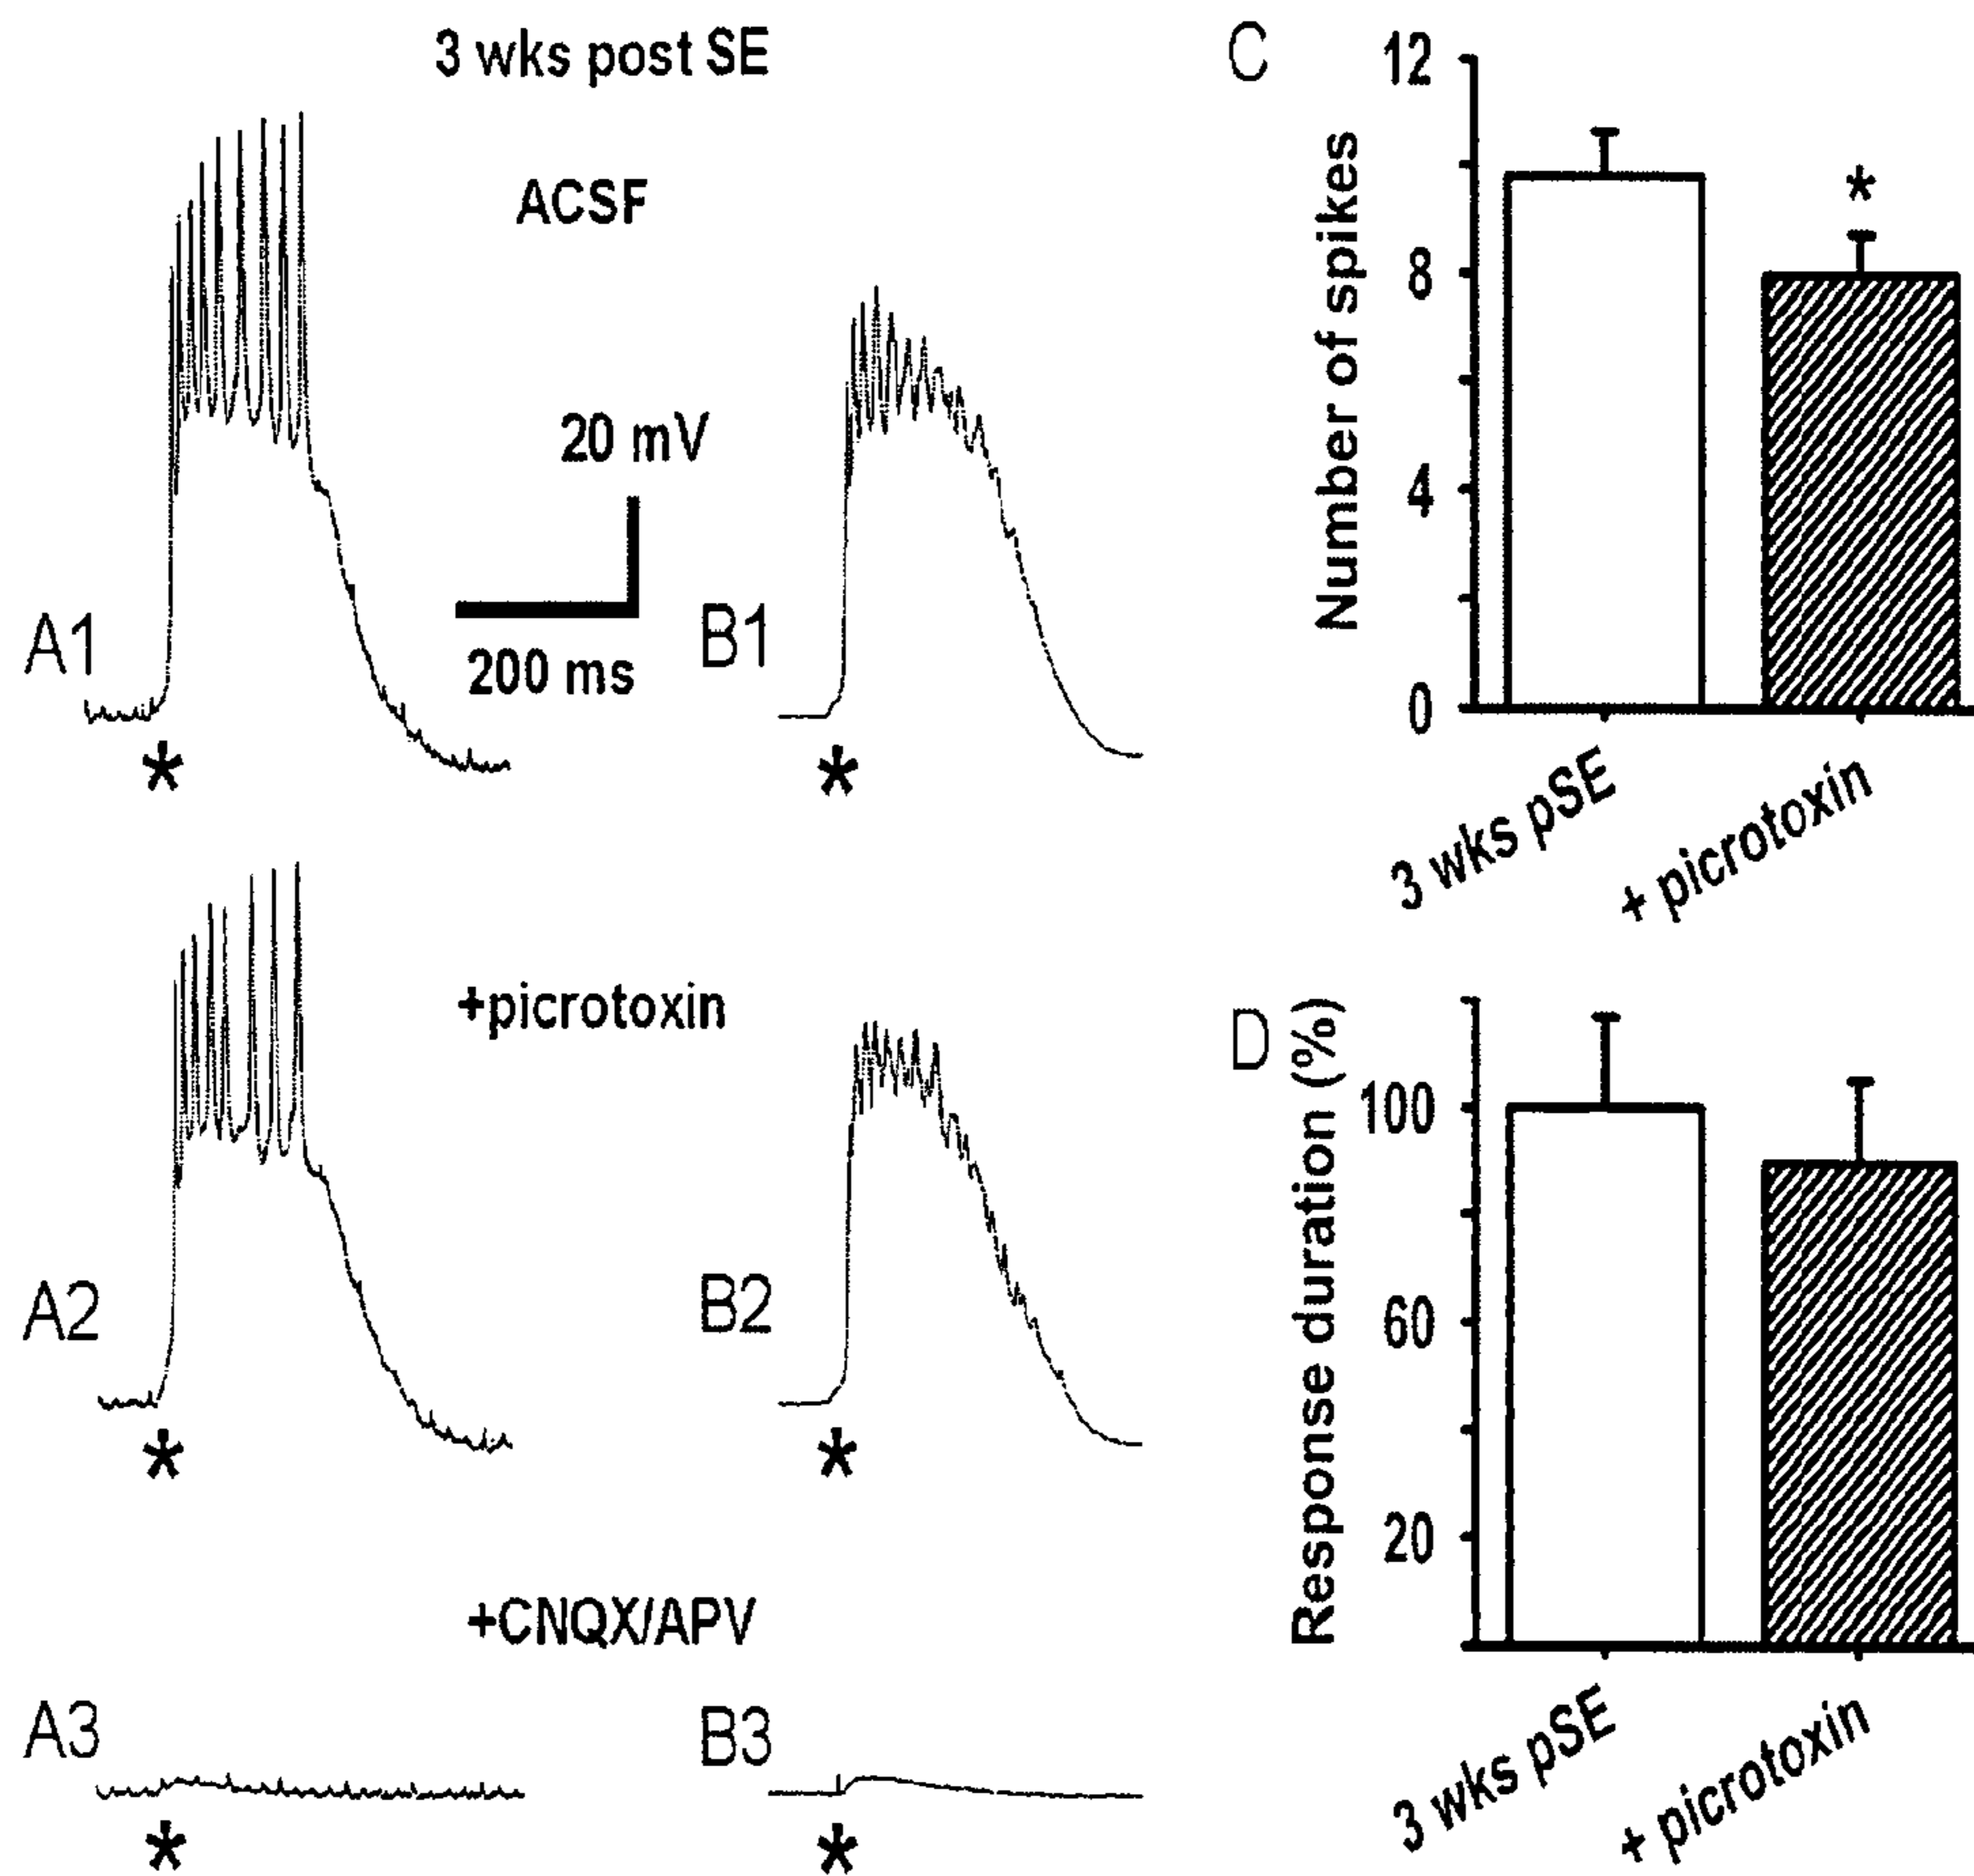 3 wks post SE
ACSF
20 mV
200 ms
A1
*
B1
*
+picrotoxin
A2
*
B2
*
+CNQX/APV
A3
*
B3
*
C
Number of spikes
12
8
4
0
*
3 wks pSE
+ picrotoxin
D
Response duration (%)
100
60
20
3 wks pSE
+ picrotoxin